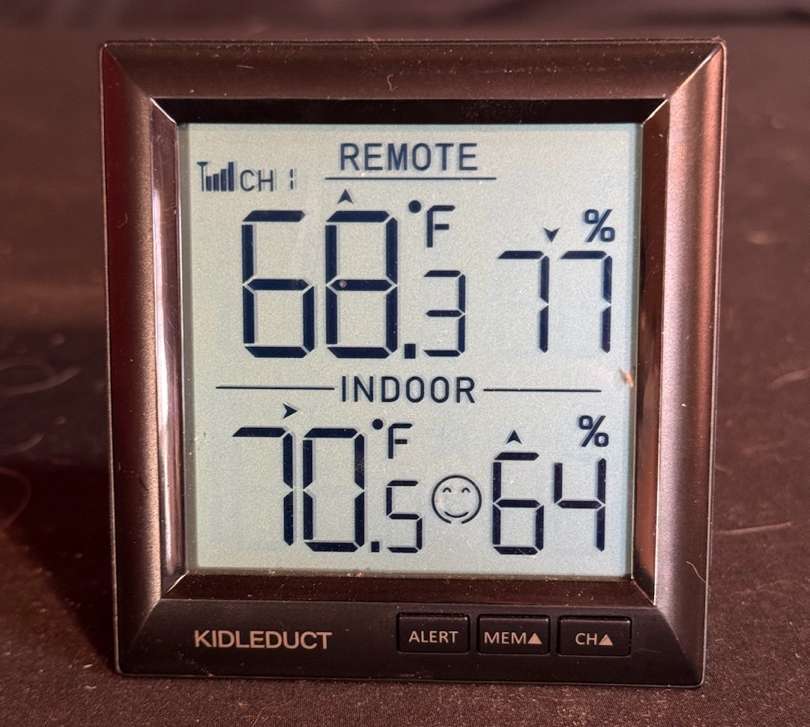 REMOTE
CH 1
68.3 °F 77 %
INDOOR
70.5 °F 64 %
KIDLEDUCT ALERT MEM▲ CH▲